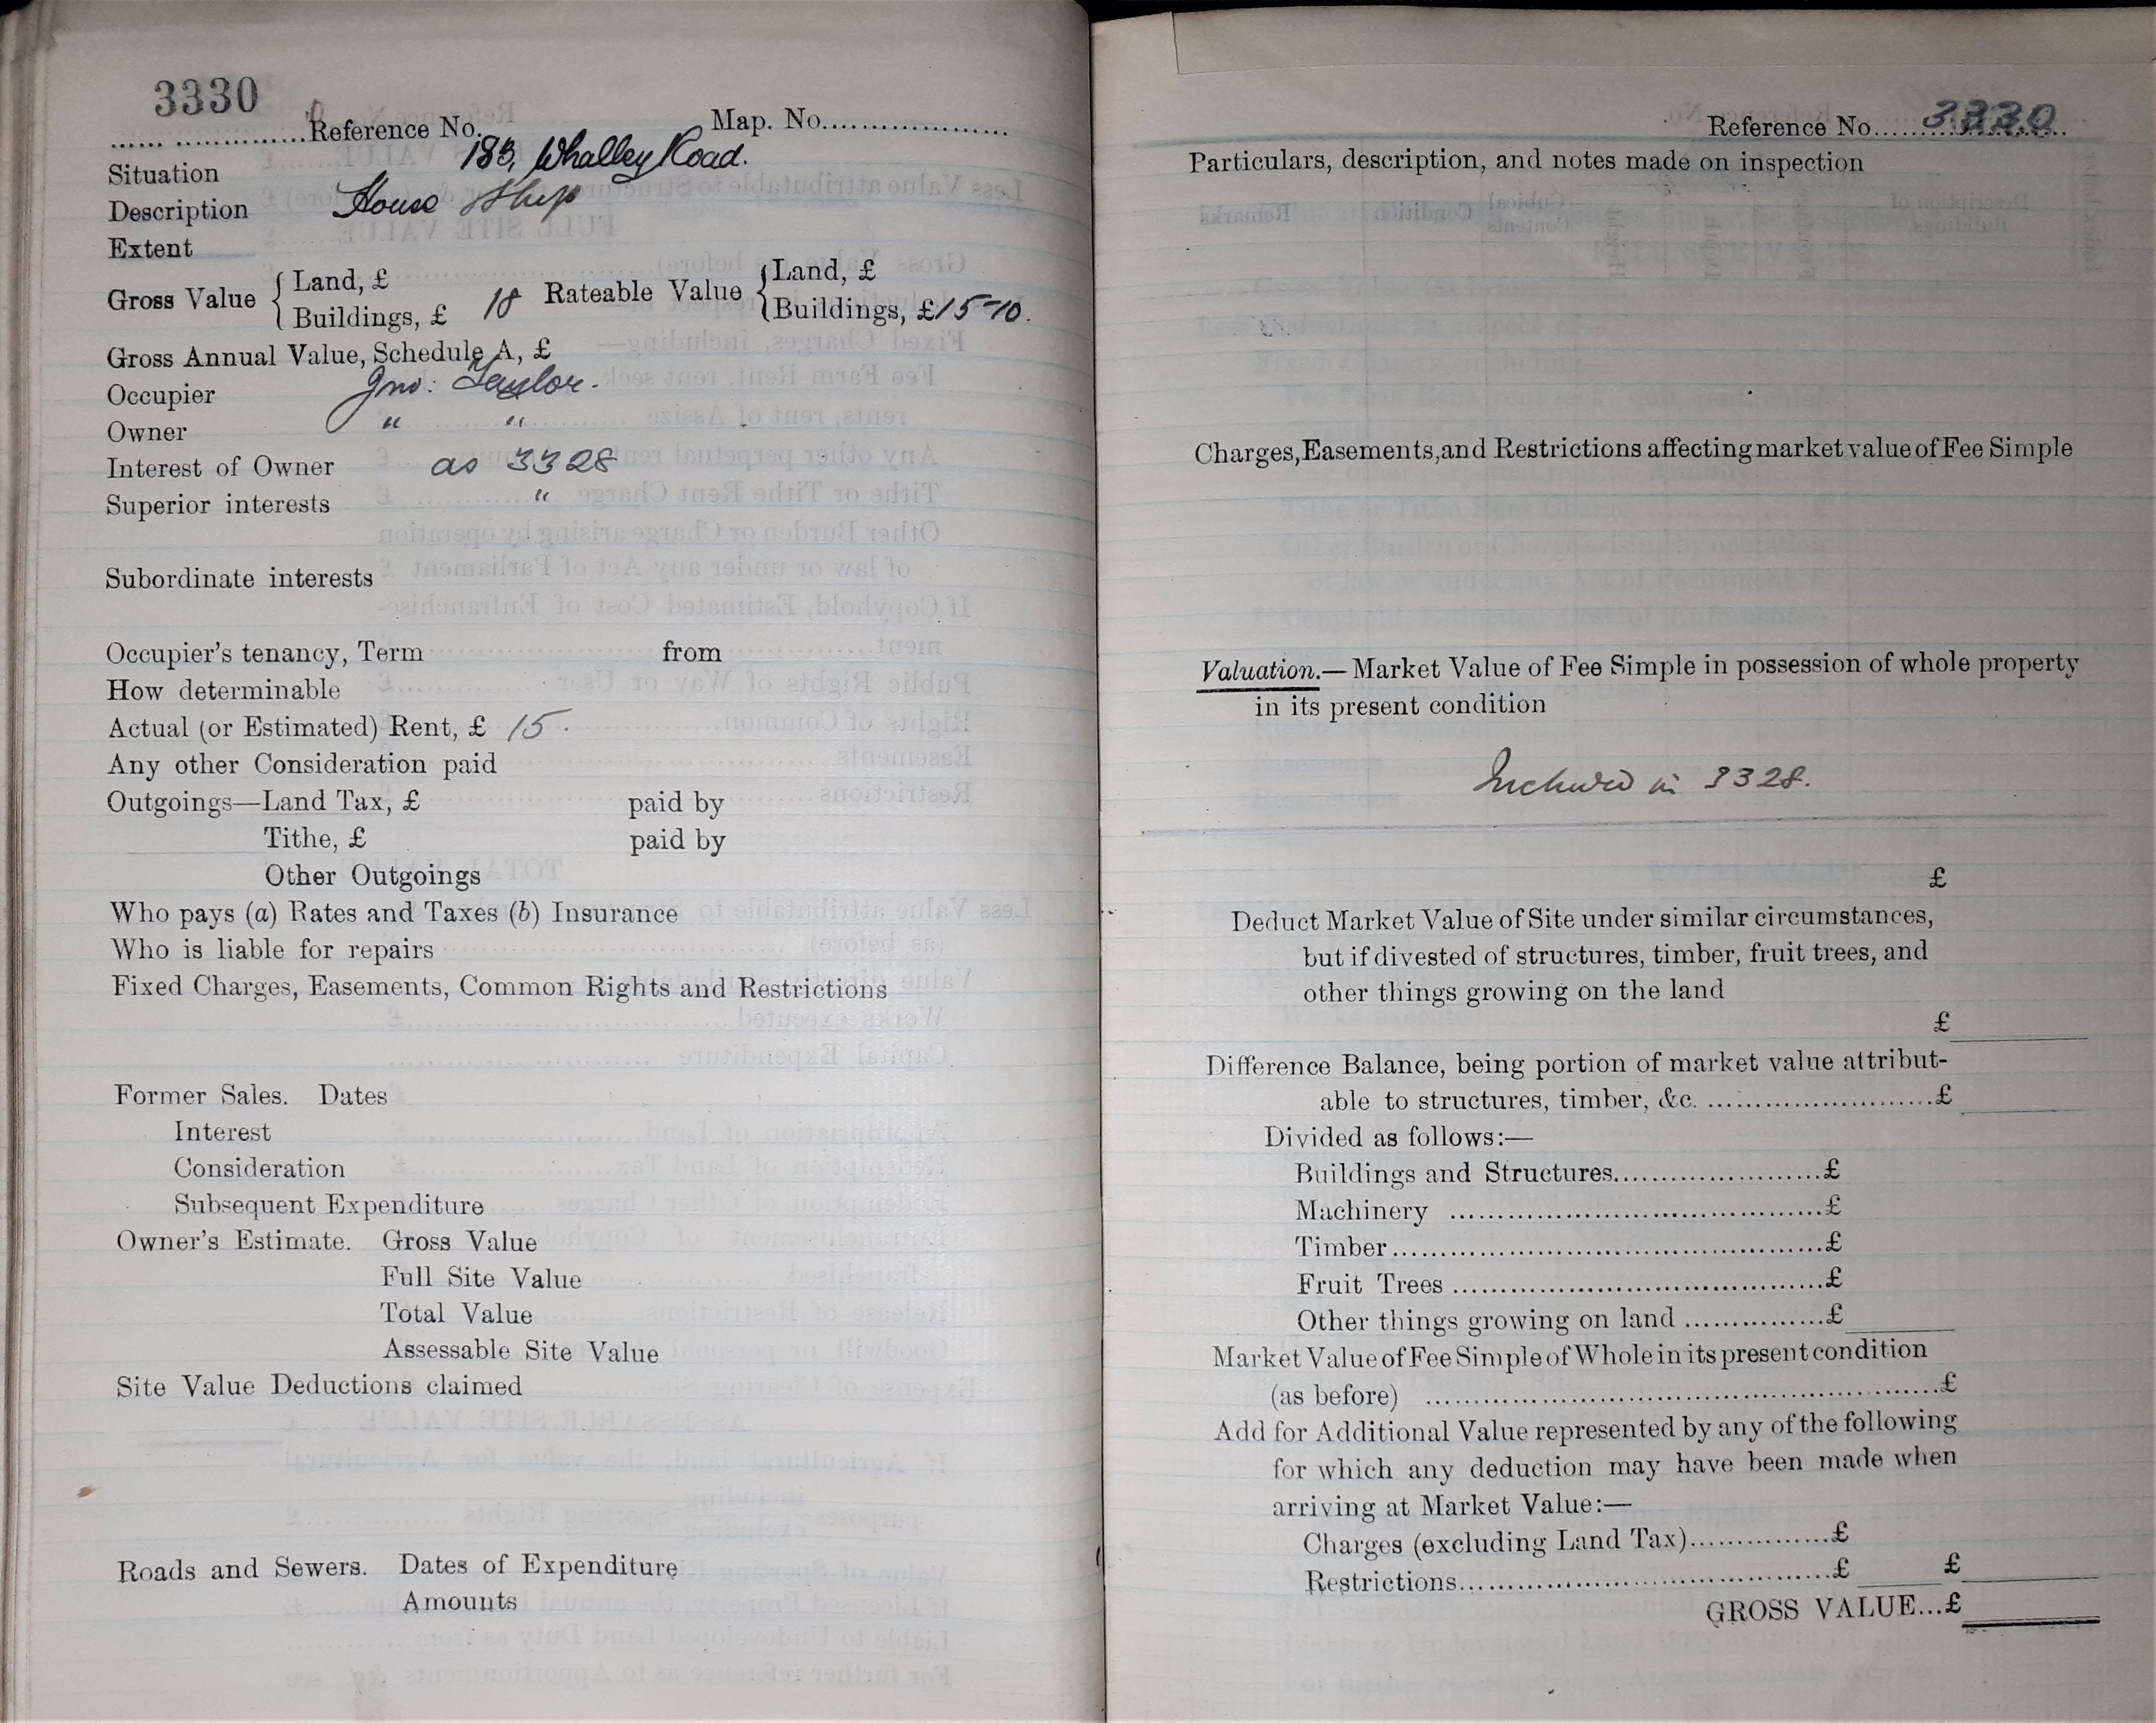 3330
Reference No. Map. No.
Situation 183, Whalley Road.
Description House Shop
Extent
Gross Value { Land, £
Buildings, £ 18 Rateable Value { Land, £
Buildings, £15-10.
Gross Annual Value, Schedule A, £
Occupier Jno: Taylor.
Owner " "
Interest of Owner as 3328
Superior interests "
Subordinate interests
Occupier's tenancy, Term from
How determinable
Actual (or Estimated) Rent, £ 15.
Any other Consideration paid
Outgoings—Land Tax, £ paid by
Tithe, £ paid by
Other Outgoings
Who pays (a) Rates and Taxes (b) Insurance
Who is liable for repairs
Fixed Charges, Easements, Common Rights and Restrictions
Former Sales. Dates
Interest
Consideration
Subsequent Expenditure
Owner's Estimate. Gross Value
Full Site Value
Total Value
Assessable Site Value
Site Value Deductions claimed
Roads and Sewers. Dates of Expenditure
Amounts
Reference No. 3330
Particulars, description, and notes made on inspection
Charges, Easements, and Restrictions affecting market value of Fee Simple
Valuation.—Market Value of Fee Simple in possession of whole property
in its present condition
Included in 3328.
£
Deduct Market Value of Site under similar circumstances,
but if divested of structures, timber, fruit trees, and
other things growing on the land
£
Difference Balance, being portion of market value attribut-
able to structures, timber, &c. £
Divided as follows:—
Buildings and Structures £
Machinery £
Timber £
Fruit Trees £
Other things growing on land £
Market Value of Fee Simple of Whole in its present condition
(as before) £
Add for Additional Value represented by any of the following
for which any deduction may have been made when
arriving at Market Value:—
Charges (excluding Land Tax) £
Restrictions £ £
GROSS VALUE...£